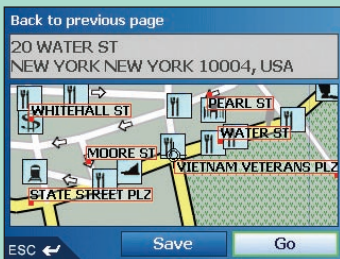 Back to previous page
20 WATER ST
NEW YORK NEW YORK 10004, USA
WHITEHALL ST
PEARL ST
WATER ST
MOORE ST
VIETNAM VETERANS PLZ
STATE STREET PLZ
ESC
Save
Go